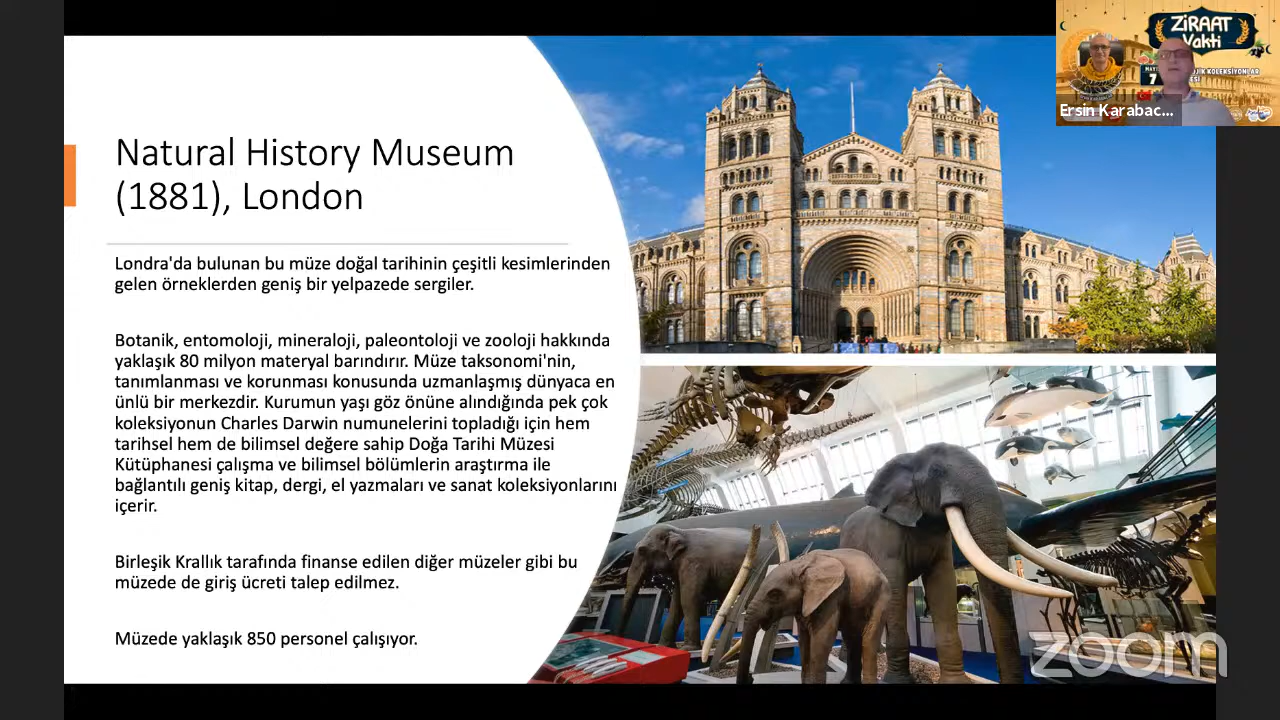 Natural History Museum
(1881), London
Londra'da bulunan bu müze doğal tarihinin çeşitli kesimlerinden
gelen örneklerden geniş bir yelpazede sergiler.
Botanik, entomoloji, mineraloji, paleontoloji ve zooloji hakkında
yaklaşık 80 milyon materyal barındırır. Müze taksonomi'nin,
tanımlanması ve korunması konusunda uzmanlaşmış dünyaca en
ünlü bir merkezdir. Kurumun yaşı göz önüne alındığında pek çok
koleksiyonun Charles Darwin numunelerini topladığı için hem
tarihsel hem de bilimsel değere sahip Doğa Tarihi Müzesi
Kütüphanesi çalışma ve bilimsel bölümlerin araştırma ile
bağlantılı geniş kitap, dergi, el yazmaları ve sanat koleksiyonlarını
içerir.
Birleşik Krallık tarafında finanse edilen diğer müzeler gibi bu
müzede de giriş ücreti talep edilmez.
Müzede yaklaşık 850 personel çalışıyor.
ZİRAAT
Vakti
7
Ersin Karabac...
zoom